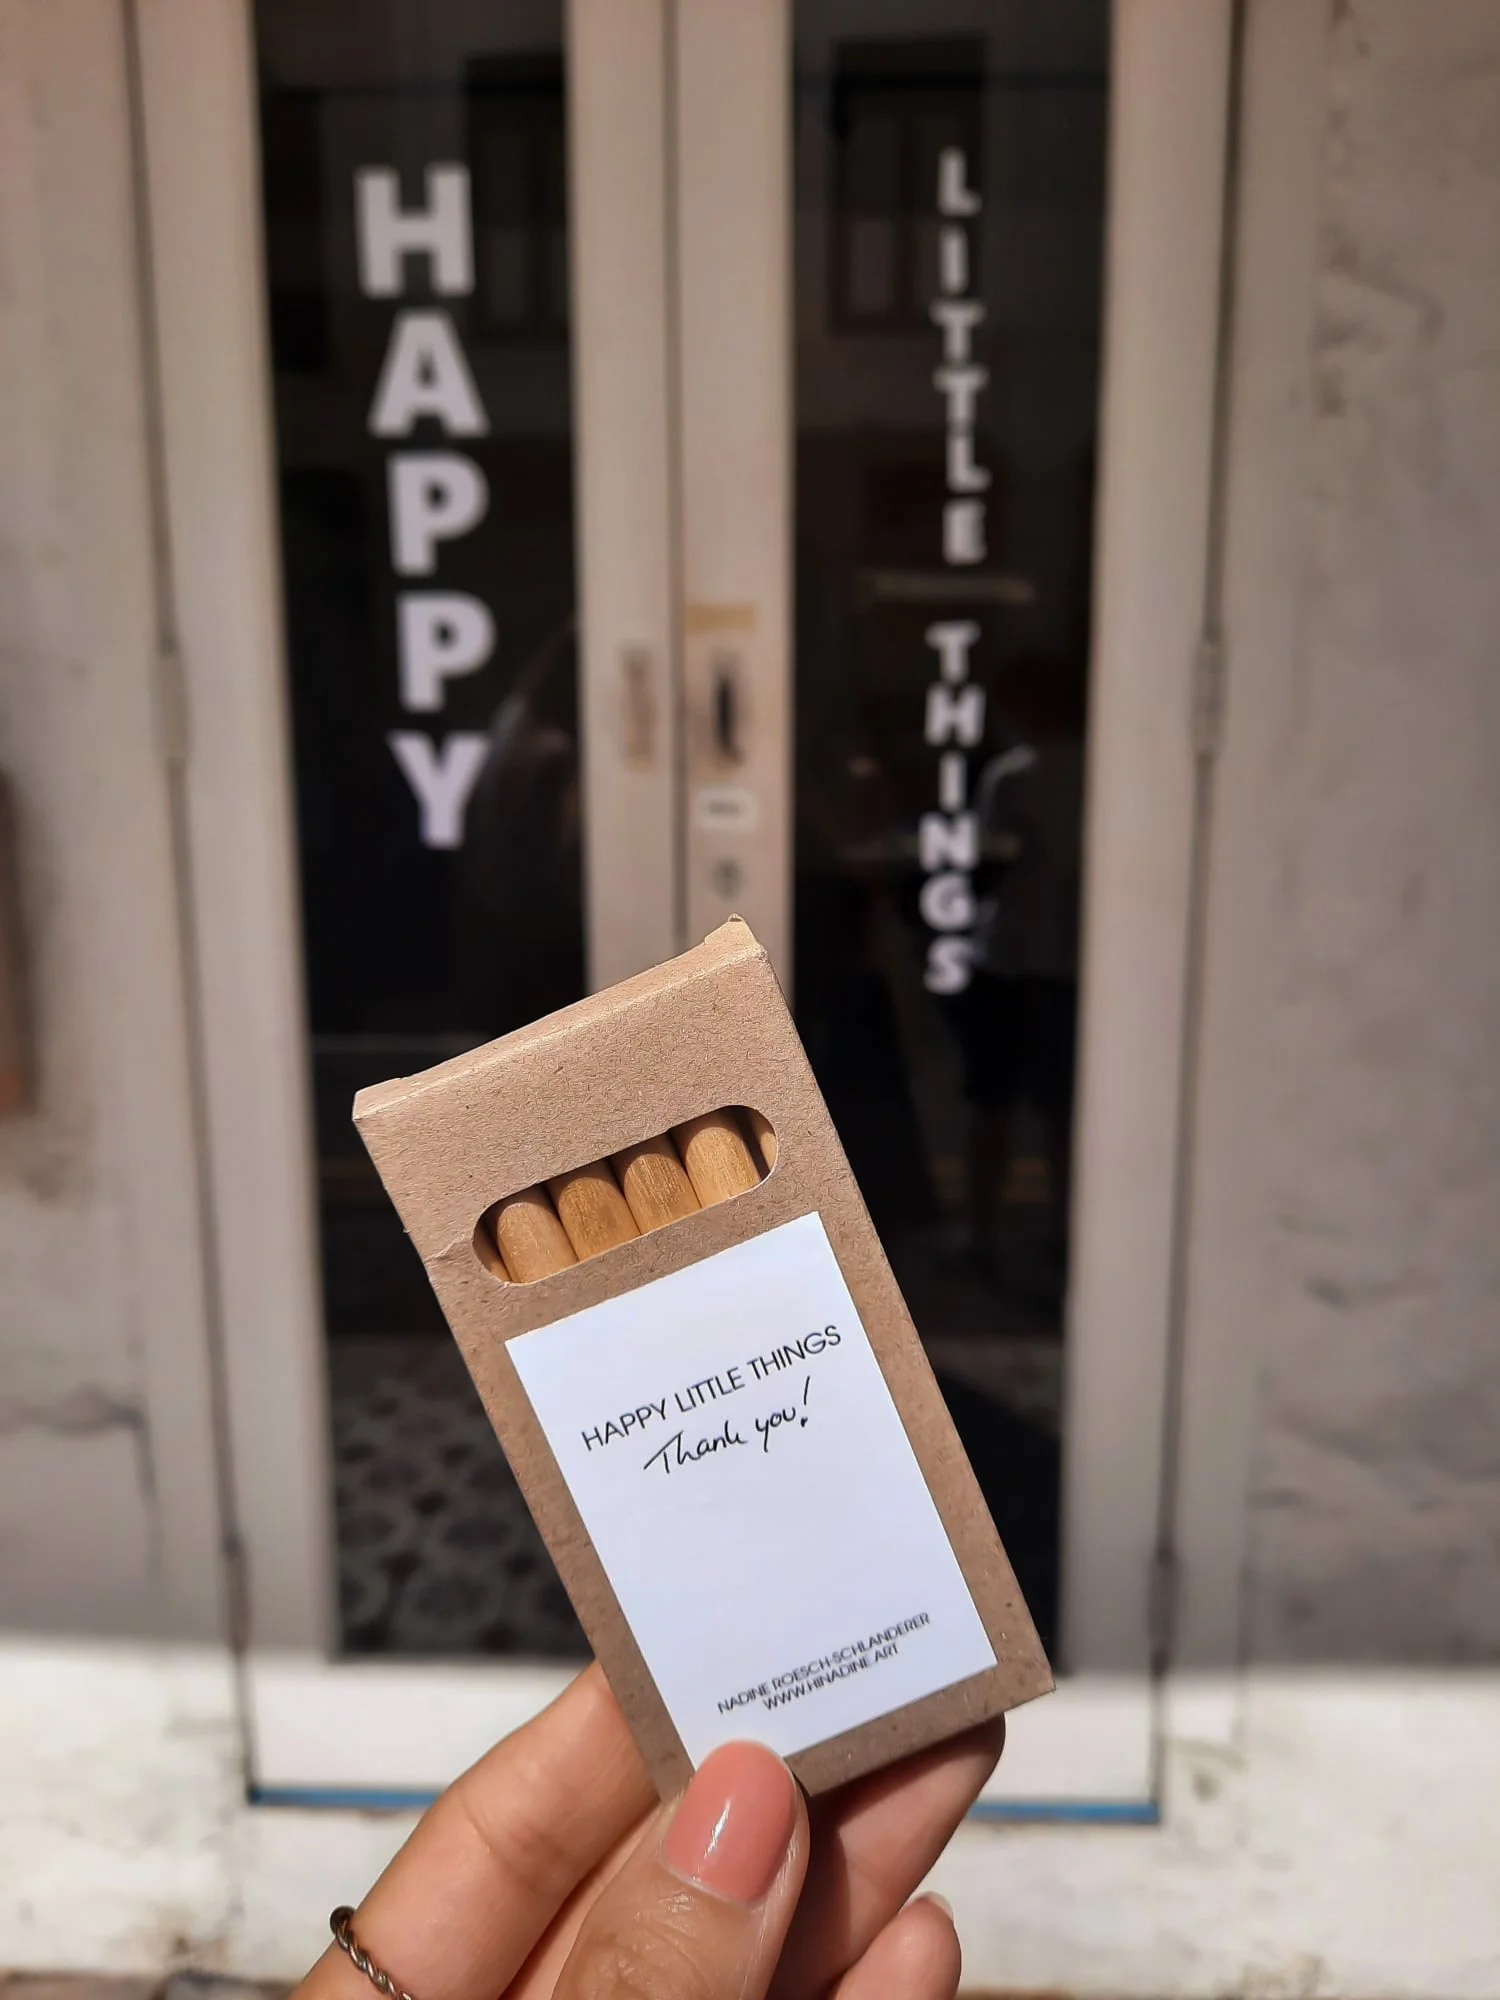 HAPPY
LITTLE THINGS
HAPPY LITTLE THINGS
Thank you!
NADINE ROESCH-SCHLANDERER
WWW.HINADINE.ART